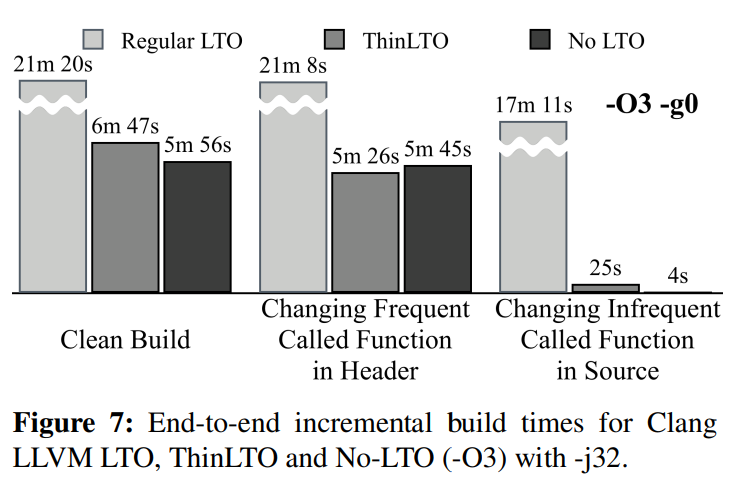 Regular LTO ThinLTO No LTO
21m 20s 21m 8s
17m 11s -O3 -g0
6m 47s 5m 56s 5m 26s 5m 45s
25s 4s
Clean Build
Changing Frequent
Called Function
in Header
Changing Infrequent
Called Function
in Source
Figure 7: End-to-end incremental build times for Clang
LLVM LTO, ThinLTO and No-LTO (-O3) with -j32.